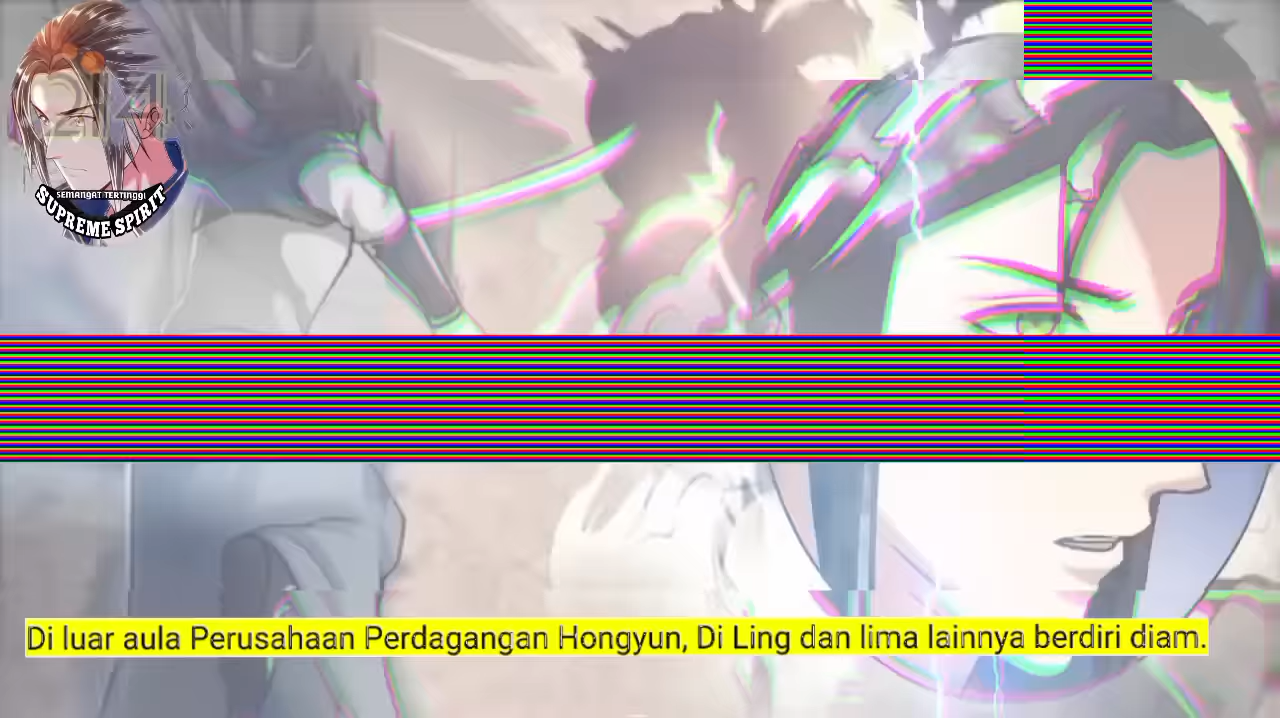 SEMANGAT TERTINGGI
SUPREME SPIRIT
Di luar aula Perusahaan Perdagangan Hongyun, Di Ling dan lima lainnya berdiri diam.